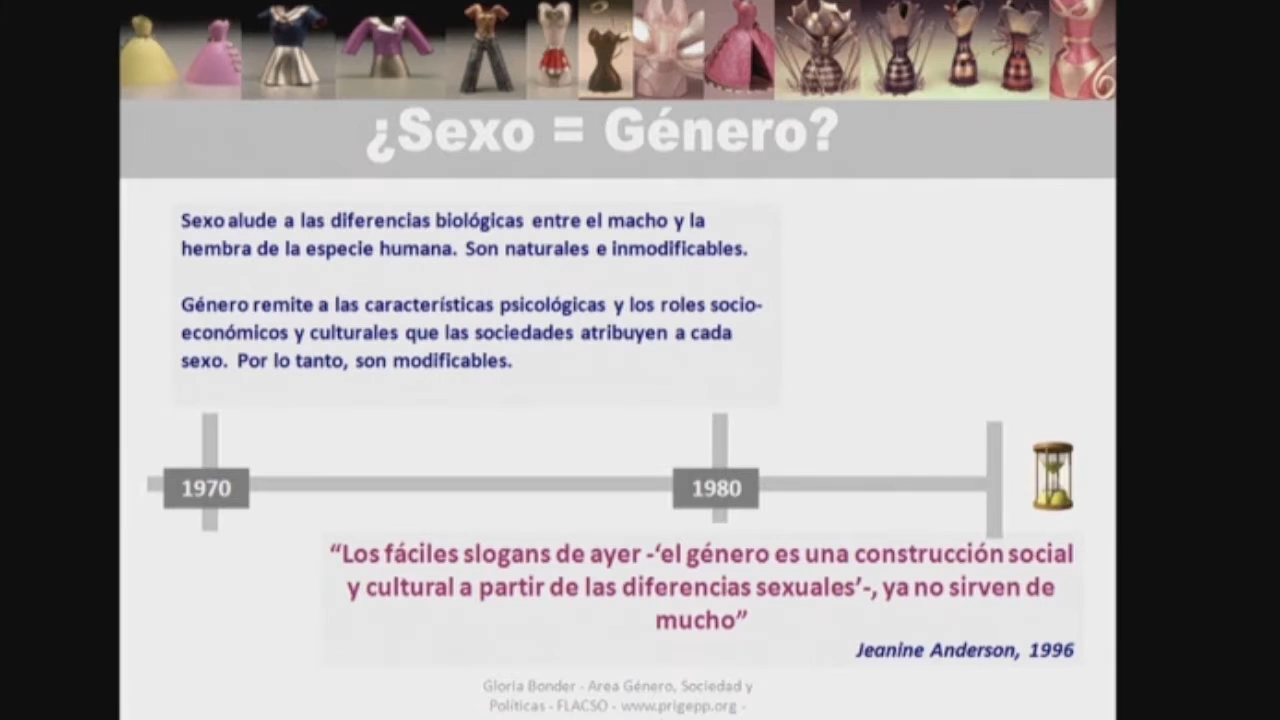 ¿Sexo = Género?
Sexo alude a las diferencias biológicas entre el macho y la
hembra de la especie humana. Son naturales e inmodificables.
Género remite a las características psicológicas y los roles socio-
económicos y culturales que las sociedades atribuyen a cada
sexo. Por lo tanto, son modificables.
1970
1980
“Los fáciles slogans de ayer -‘el género es una construcción social
y cultural a partir de las diferencias sexuales’-, ya no sirven de
mucho”
Jeanine Anderson, 1996
Gloria Bonder - Area Género, Sociedad y
Políticas - FLACSO - www.prigepp.org -